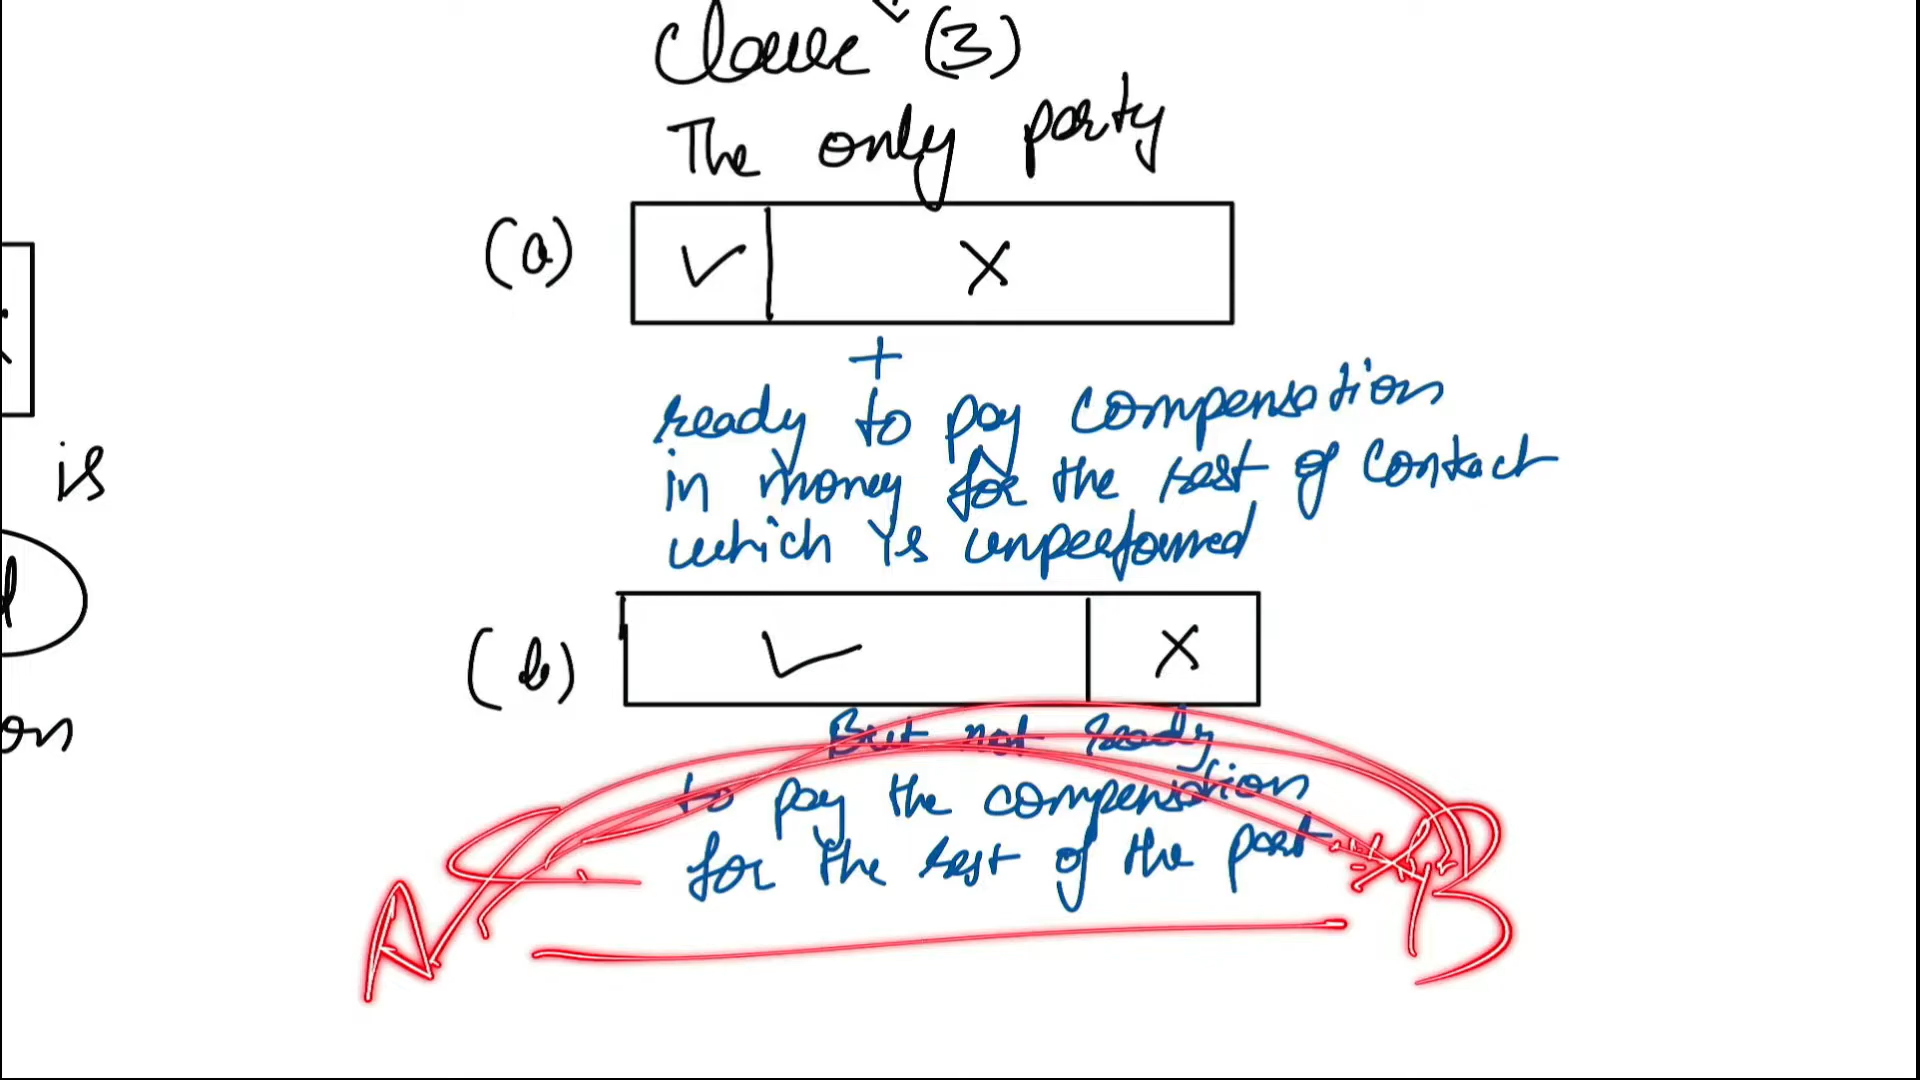 Clause (3)
The only party
(a)
+
ready to pay compensation
in money for the rest of contact
which is unperformed
is
(b)
on
But not ready
to pay the compensation
for the rest of the part
A
B